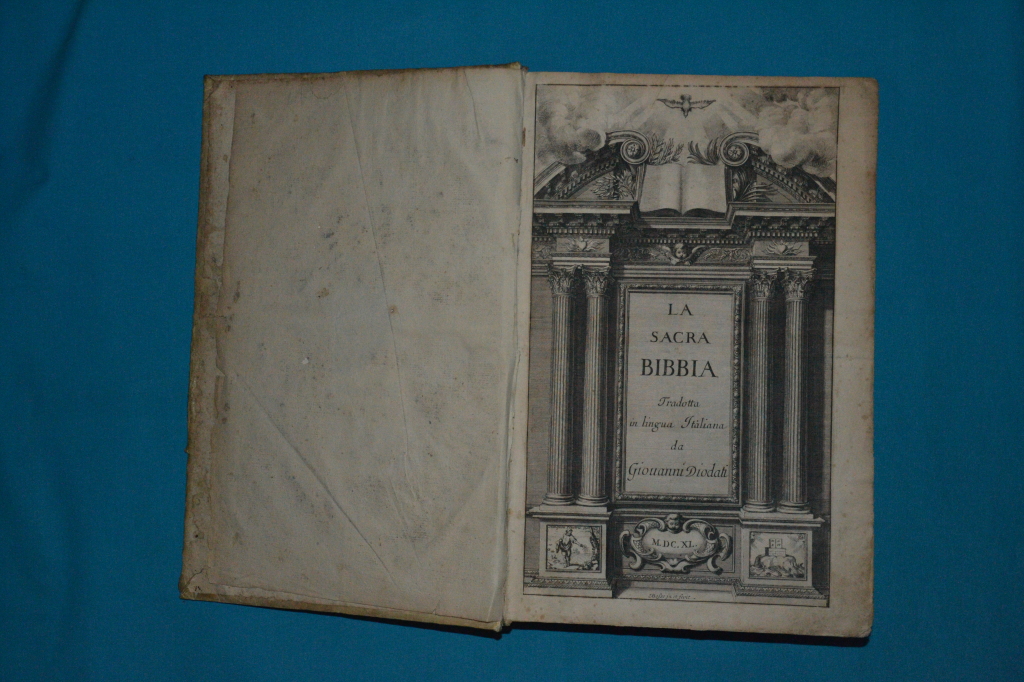 LA
SACRA
BIBBIA
Tradotta
in lingua Italiana
da
Giouanni Diodati
M.DC.XL.